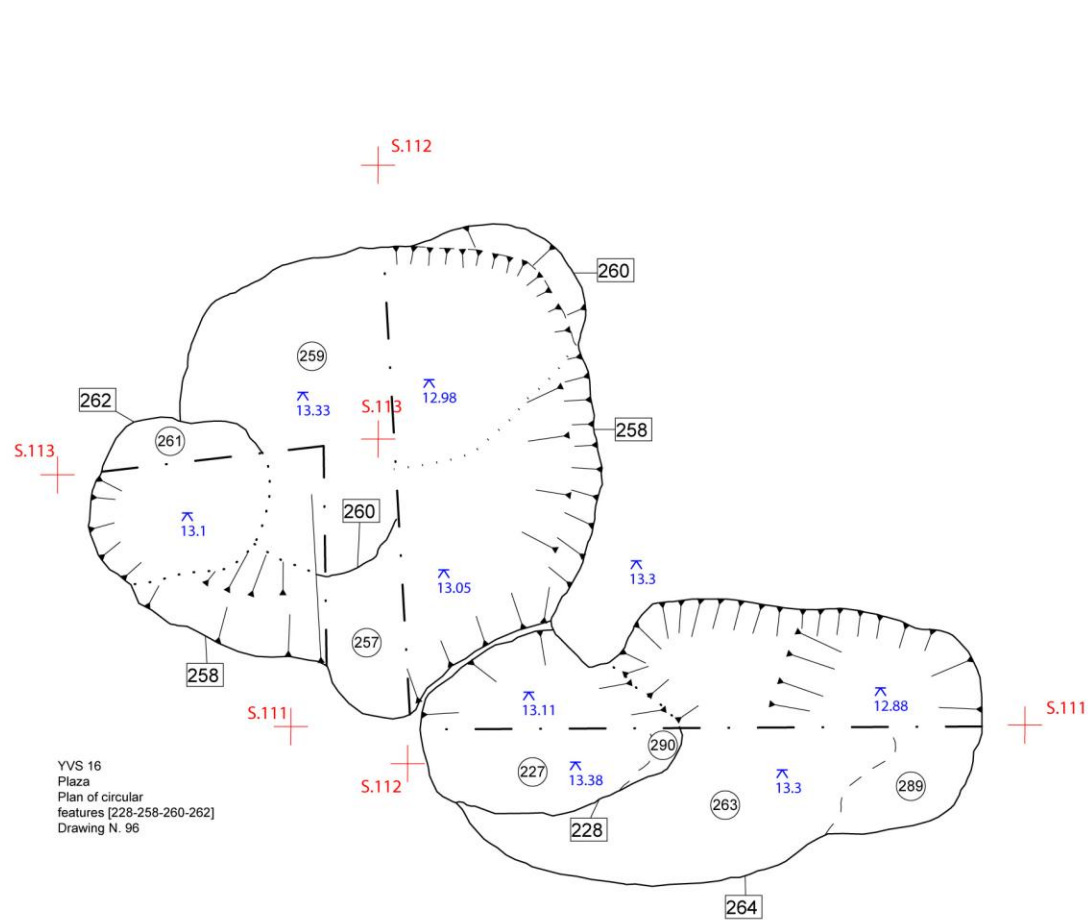 S.112
260
259
12.98
13.33
262
S.113
258
261
S.113
260
13.1
13.3
13.05
257
258
13.11
12.88
S.111
S.111
290
YVS 16
Plaza
Plan of circular
features [228-258-260-262]
Drawing N. 96
S.112
227
13.38
13.3
289
263
228
264